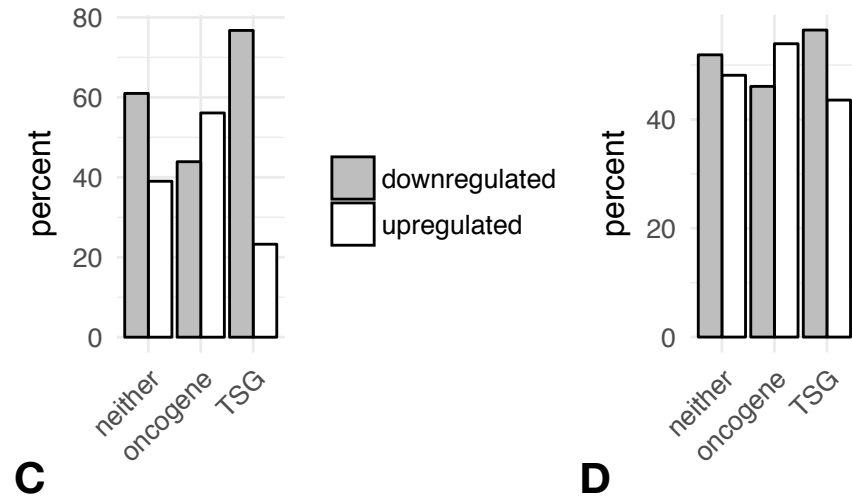 80
60
40
20
0
percent
neither
oncogene
TSG
downregulated
upregulated
40
20
0
percent
neither
oncogene
TSG
C
D